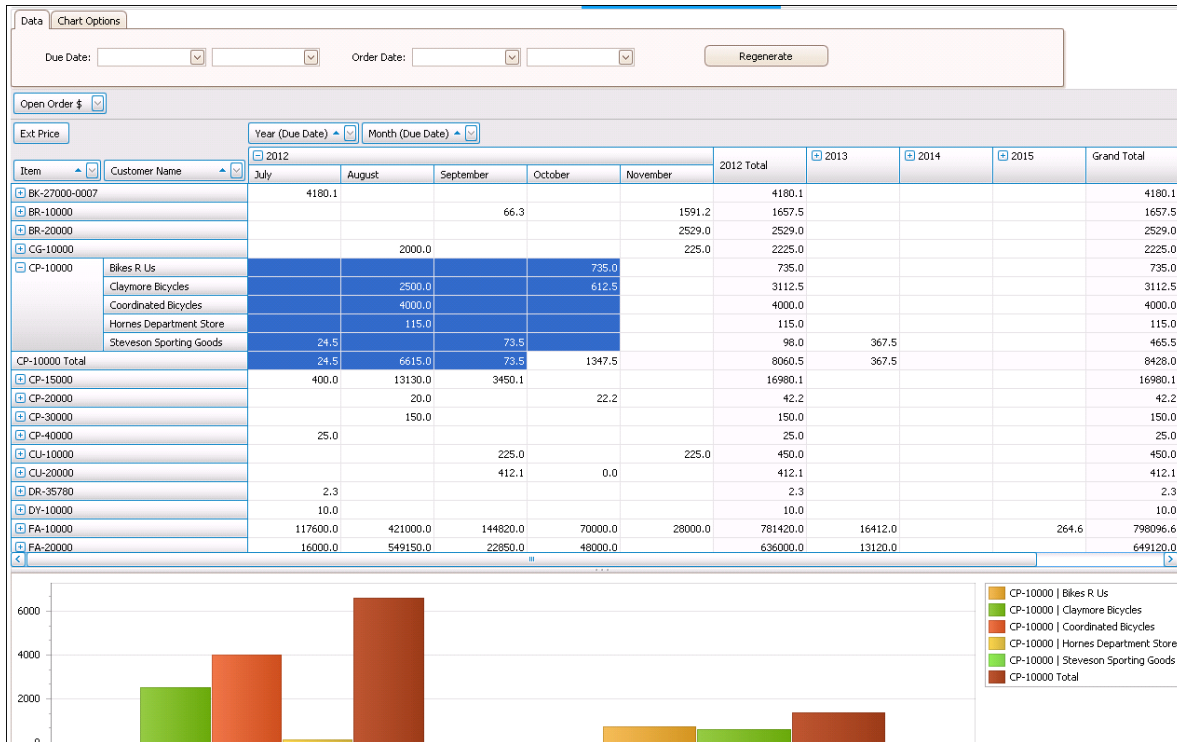 Data Chart Options
Due Date: Order Date: Regenerate
Open Order $
Ext Price Year (Due Date) Month (Due Date)
Item Customer Name
2012 2012 Total 2013 2014 2015 Grand Total
July August September October November
BK-27000-0007 4180.1 4180.1 4180.1
BR-10000 66.3 1591.2 1657.5 1657.5
BR-20000 2529.0 2529.0 2529.0
CG-10000 2000.0 225.0 2225.0 2225.0
CP-10000 Bikes R Us 735.0 735.0 735.0
Claymore Bicycles 2500.0 612.5 3112.5 3112.5
Coordinated Bicycles 4000.0 4000.0 4000.0
Hornes Department Store 115.0 115.0 115.0
Steveson Sporting Goods 24.5 73.5 98.0 367.5 465.5
CP-10000 Total 24.5 6615.0 73.5 1347.5 8060.5 367.5 8428.0
CP-15000 400.0 13130.0 3450.1 16980.1 16980.1
CP-20000 20.0 22.2 42.2 42.2
CP-30000 150.0 150.0 150.0
CP-40000 25.0 25.0 25.0
CU-10000 225.0 225.0 450.0 450.0
CU-20000 412.1 0.0 412.1 412.1
DR-35780 2.3 2.3 2.3
DY-10000 10.0 10.0 10.0
FA-10000 117600.0 421000.0 144820.0 70000.0 28000.0 781420.0 16412.0 264.6 798096.6
FA-20000 16000.0 549150.0 22850.0 48000.0 636000.0 13120.0 649120.0
6000
4000
2000
0
CP-10000 | Bikes R Us
CP-10000 | Claymore Bicycles
CP-10000 | Coordinated Bicycles
CP-10000 | Hornes Department Store
CP-10000 | Steveson Sporting Goods
CP-10000 Total